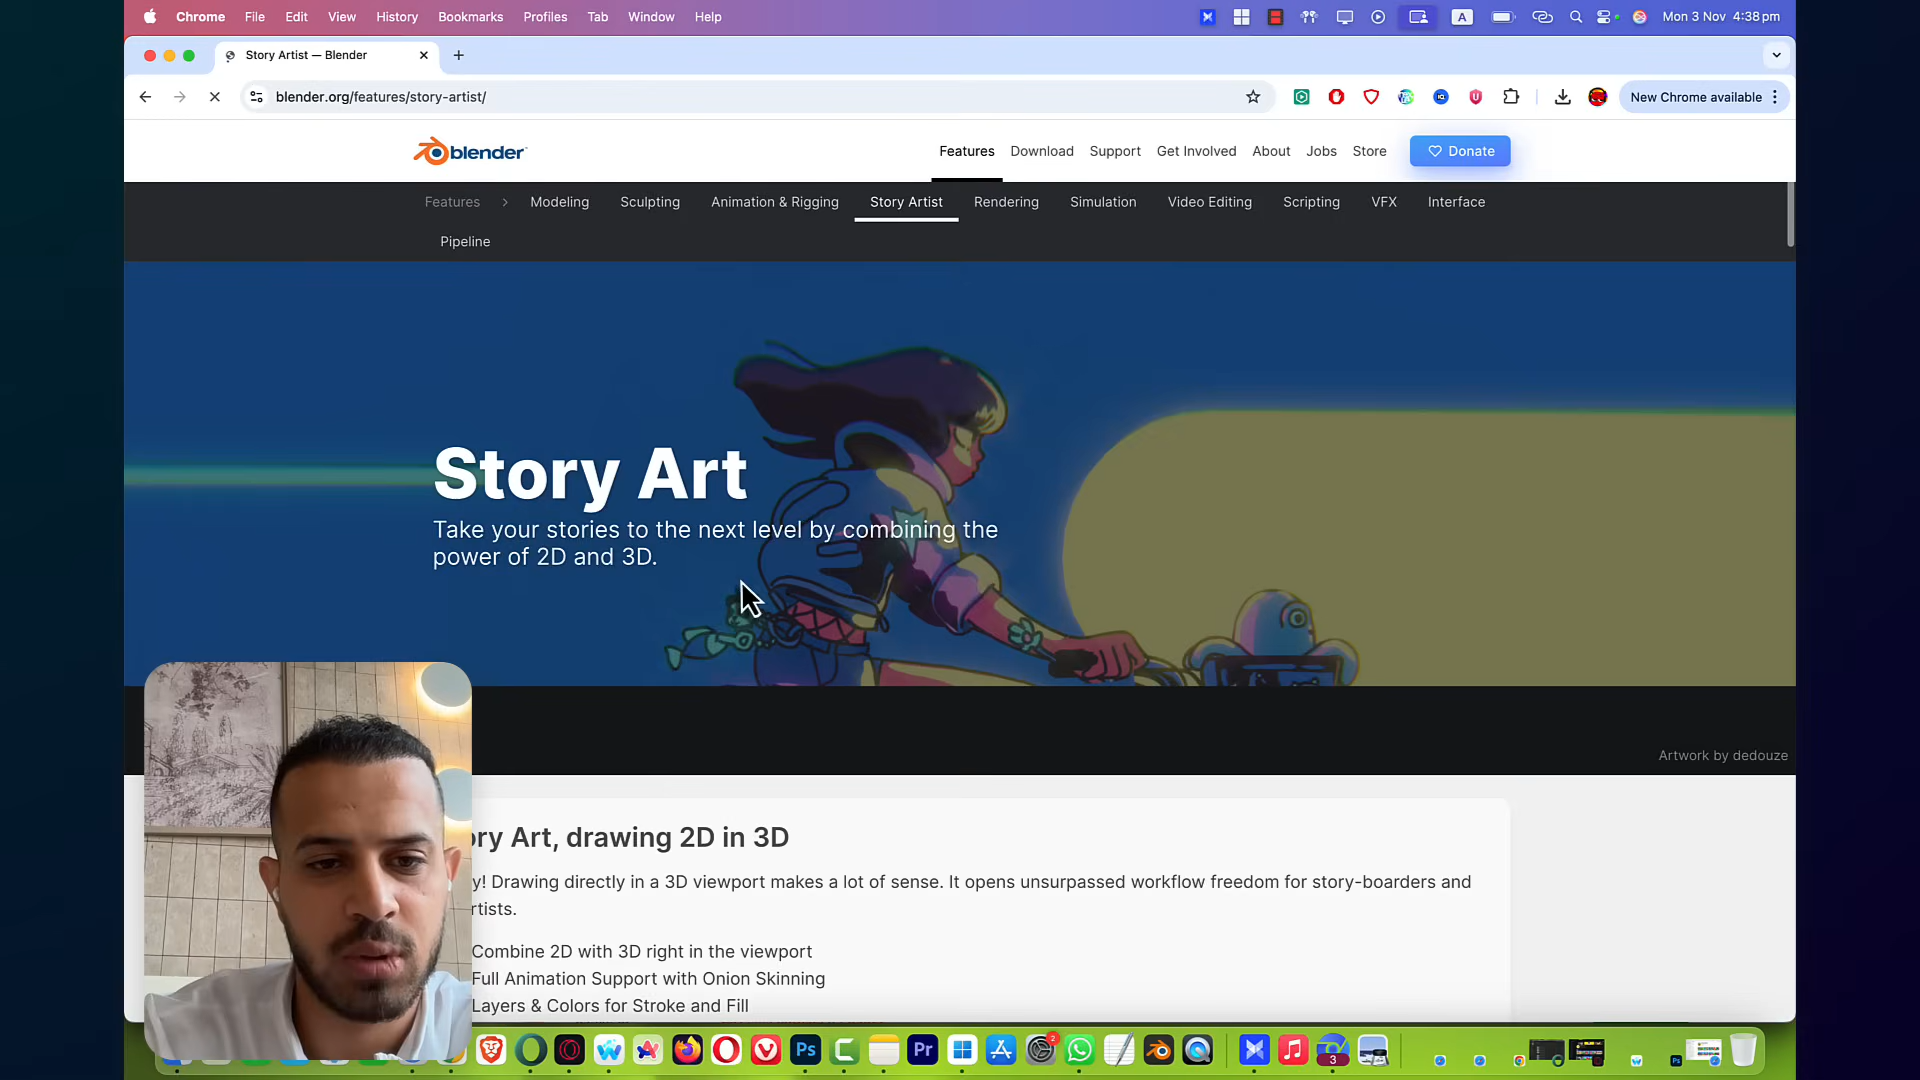 Chrome File Edit View History Bookmarks Profiles Tab Window Help A Mon 3 Nov 4:38 pm
Story Artist — Blender
blender.org/features/story-artist/ New Chrome available
blender Features Download Support Get Involved About Jobs Store Donate
Features > Modeling Sculpting Animation & Rigging Story Artist Rendering Simulation Video Editing Scripting VFX Interface
Pipeline
Story Art
Take your stories to the next level by combining the
power of 2D and 3D.
Artwork by dedouze
ory Art, drawing 2D in 3D
y! Drawing directly in a 3D viewport makes a lot of sense. It opens unsurpassed workflow freedom for story-boarders and
rtists.
Combine 2D with 3D right in the viewport
Full Animation Support with Onion Skinning
Layers & Colors for Stroke and Fill
Ps Pr 2 3